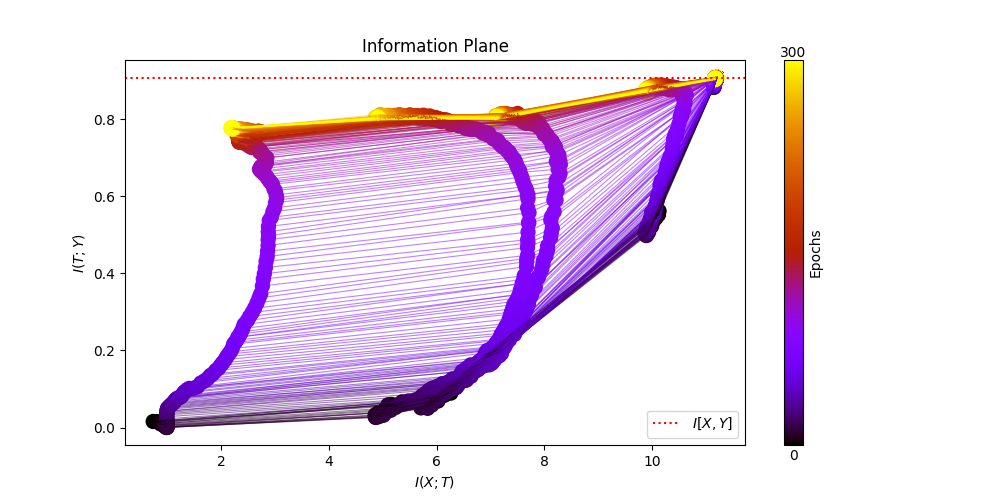 Information Plane
300
0.8
0.6
0.4
0.2
0.0
I(T; Y)
Epochs
I[X, Y]
2
4
6
8
10
0
I(X; T)